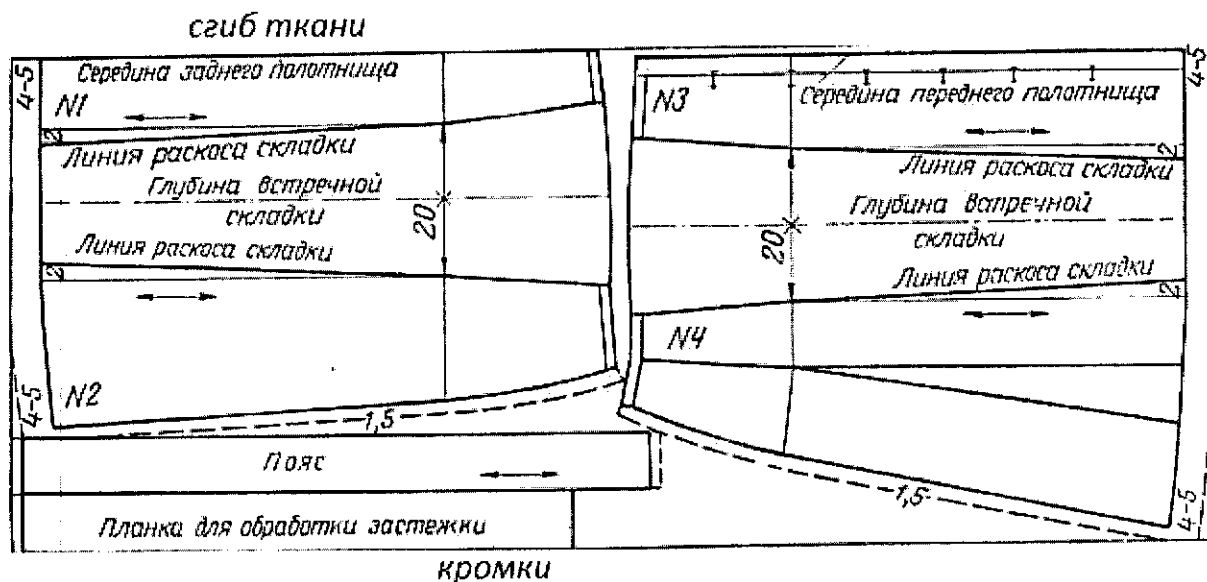 сгиб ткани
4-5
Середина заднего полотнища
N1
2
Линия раскоса складки
Глубина встречной
складки
20
Линия раскоса складки
2
N2
4-5
1,5
Пояс
Планка для обработки застежки
4-5
N3
Середина переднего полотнища
2
Линия раскоса складки
Глубина впречной
складки
20
Линия раскоса складки
2
N4
1,5
4-5
кромки